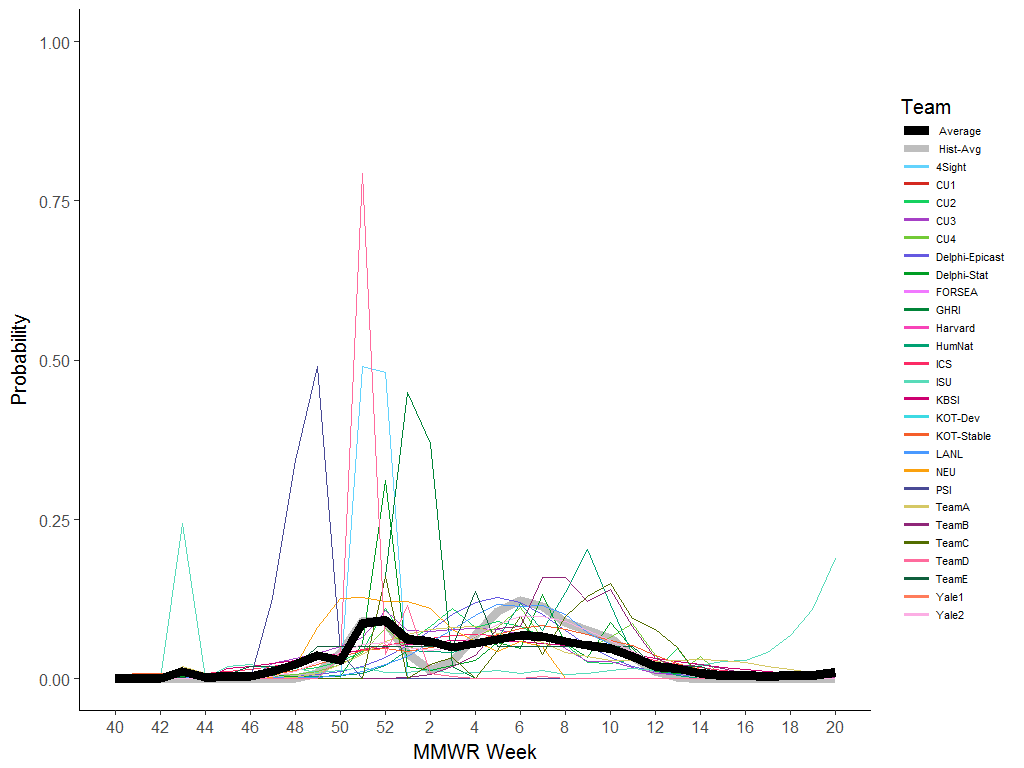 1.00
0.75
0.50
0.25
0.00
Probability
40 42 44 46 48 50 52 2 4 6 8 10 12 14 16 18 20
MMWR Week
Team
Average
Hist-Avg
4Sight
CU1
CU2
CU3
CU4
Delphi-Epicast
Delphi-Stat
FORSEA
GHRI
Harvard
HumNat
ICS
ISU
KBSI
KOT-Dev
KOT-Stable
LANL
NEU
PSI
TeamA
TeamB
TeamC
TeamD
TeamE
Yale1
Yale2